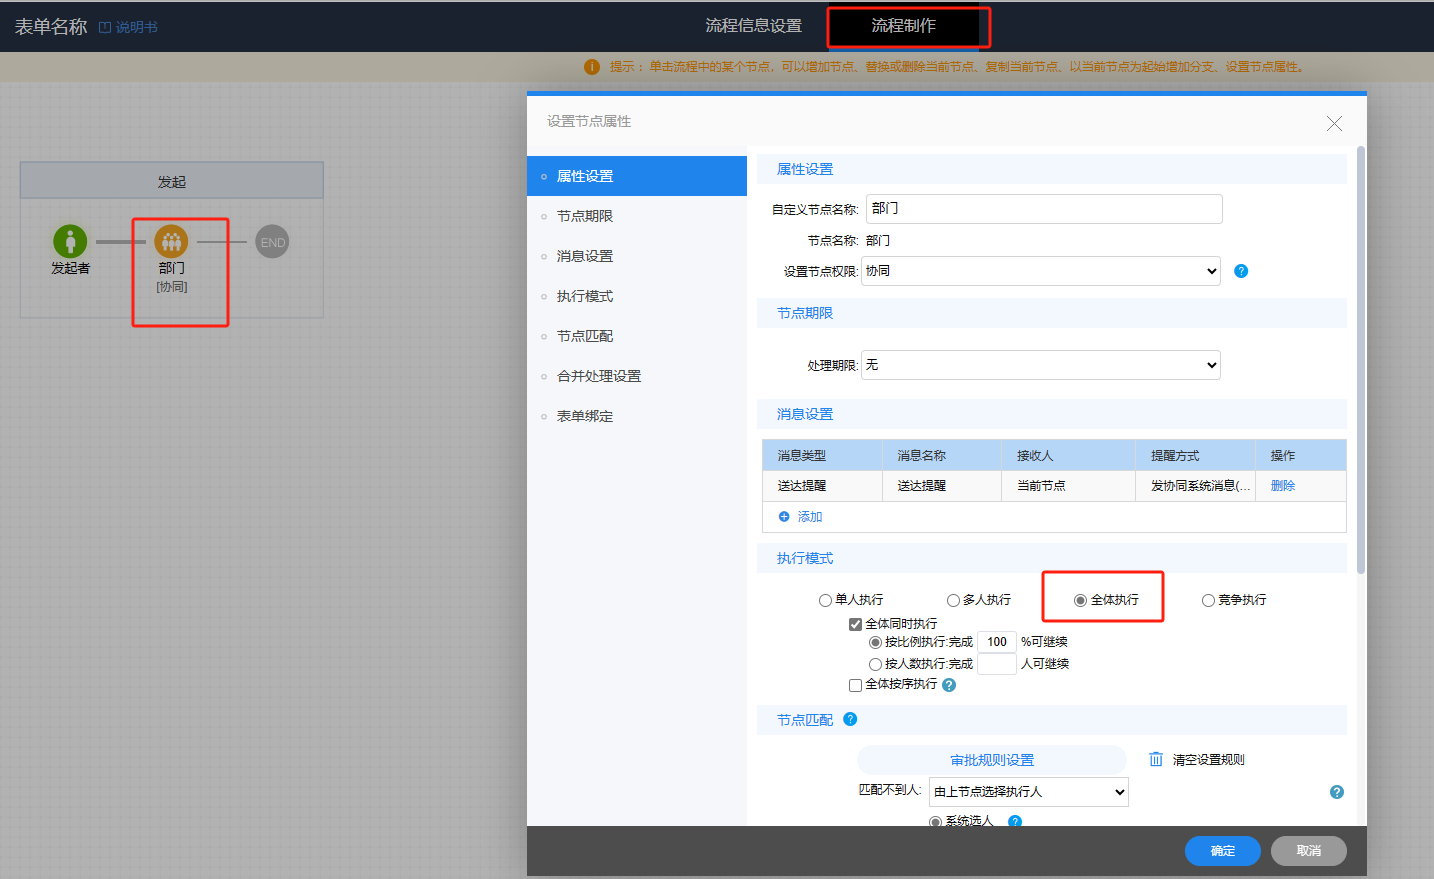 表单名称 说明书 流程信息设置 流程制作
提示：单击流程中的某个节点，可以增加节点、替换或删除当前节点、复制当前节点、以当前节点为起始增加分支、设置节点属性。
发起
发起者 部门 END
[协同]
设置节点属性
属性设置
节点期限
消息设置
执行模式
节点匹配
合并处理设置
表单绑定
属性设置
自定义节点名称: 部门
节点名称: 部门
设置节点权限: 协同
节点期限
处理期限: 无
消息设置
消息类型 消息名称 接收人 提醒方式 操作
送达提醒 送达提醒 当前节点 发协同系统消息(... 删除
添加
执行模式
单人执行 多人执行 全体执行 竞争执行
全体同时执行
按比例执行:完成 100 %可继续
按人数执行:完成 人可继续
全体按序执行
节点匹配
审批规则设置 清空设置规则
匹配不到人: 由上节点选择执行人
系统选人
确定 取消